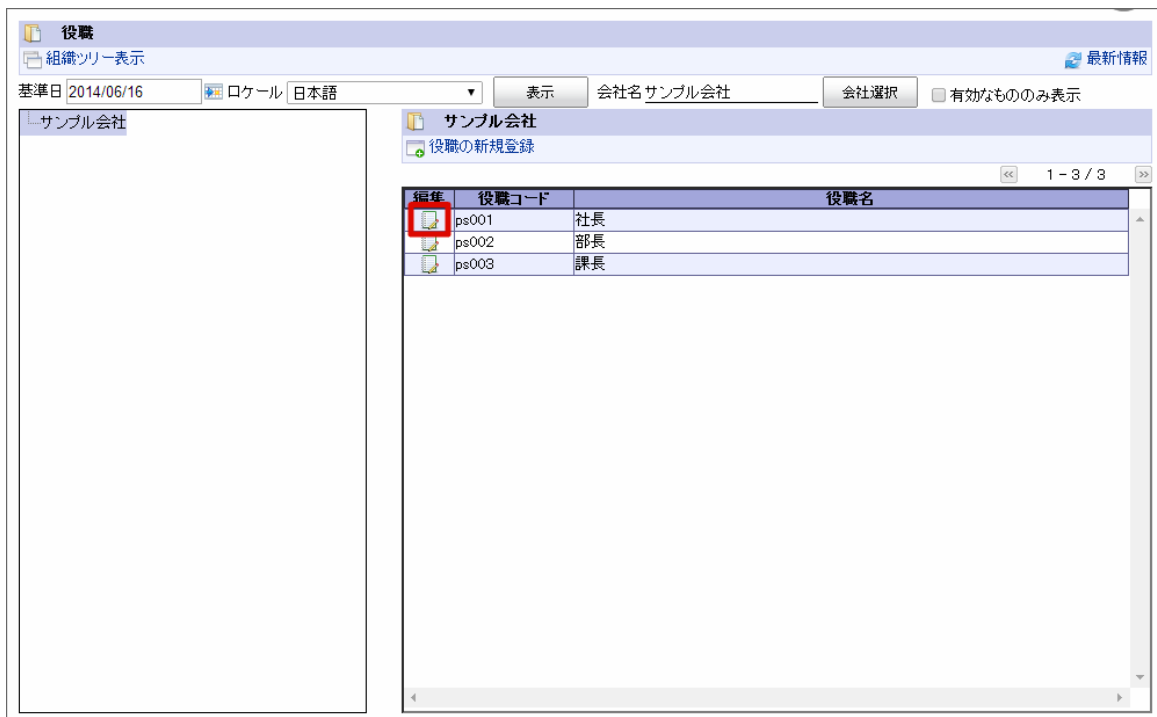 役職
組織ツリー表示 最新情報
基準日 2014/06/16 ロケール 日本語 表示 会社名 サンプル会社 会社選択 有効なもののみ表示
サンプル会社
サンプル会社
役職の新規登録
1 - 3 / 3
編集 役職コード 役職名
ps001 社長
ps002 部長
ps003 課長